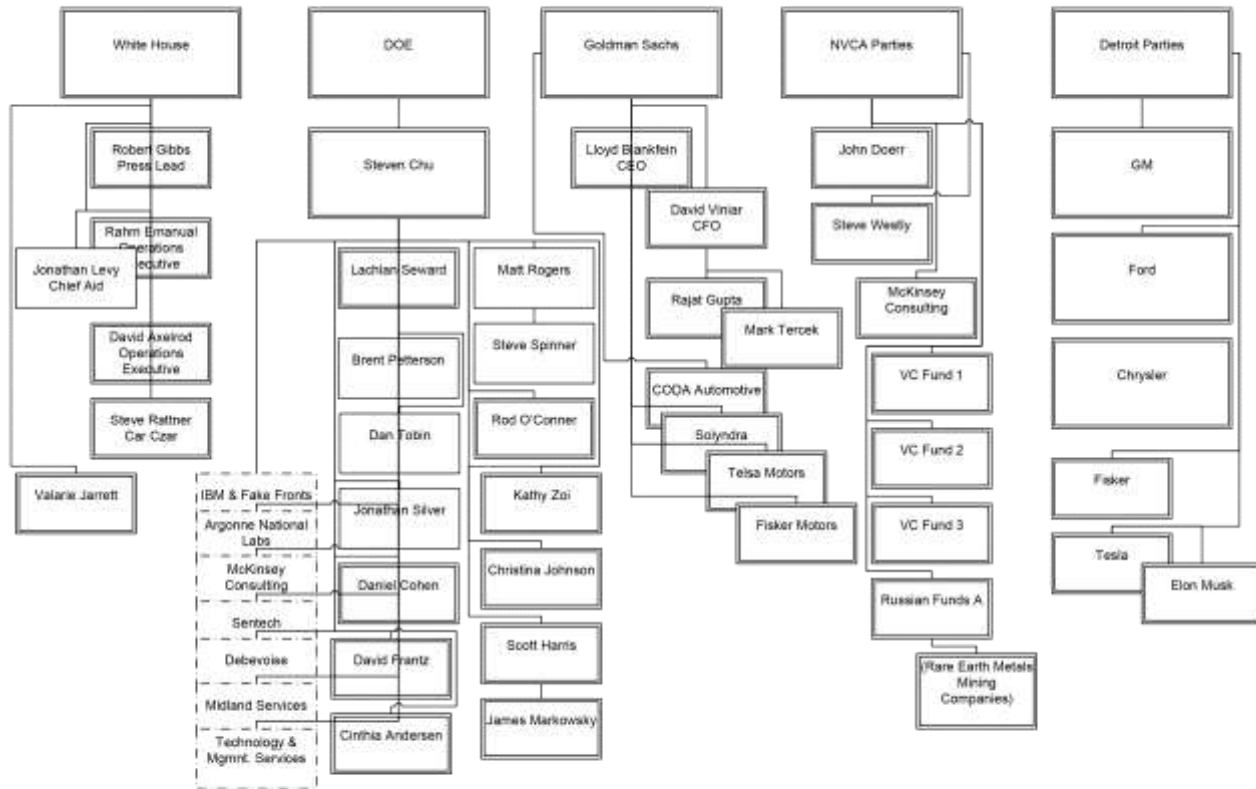 White House
DOE
Goldman Sachs
NVCA Parties
Detroit Parties
Robert Gibbs
Press Lead
Rahm Emanual
Operations
Executive
Jonathan Levy
Chief Aid
David Axelrod
Operations
Executive
Steve Rattner
Car Czar
Valarie Jarrett
Steven Chu
Lachlan Seward
Brent Petterson
Dan Tobin
Jonathan Silver
Daniel Cohen
David Frantz
Cinthia Andersen
IBM & Fake Fronts
Argonne National
Labs
McKinsey
Consulting
Sentech
Debevoise
Midland Services
Technology &
Mgmnt. Services
Matt Rogers
Steve Spinner
Rod O'Conner
Kathy Zoi
Christina Johnson
Scott Harris
James Markowsky
Lloyd Blankfein
CEO
David Viniar
CFO
Rajat Gupta
Mark Tercek
CODA Automotive
Solyndra
Telsa Motors
Fisker Motors
John Doerr
Steve Westly
McKinsey
Consulting
VC Fund 1
VC Fund 2
VC Fund 3
Russian Funds A
(Rare Earth Metals
Mining
Companies)
GM
Ford
Chrysler
Fisker
Tesla
Elon Musk